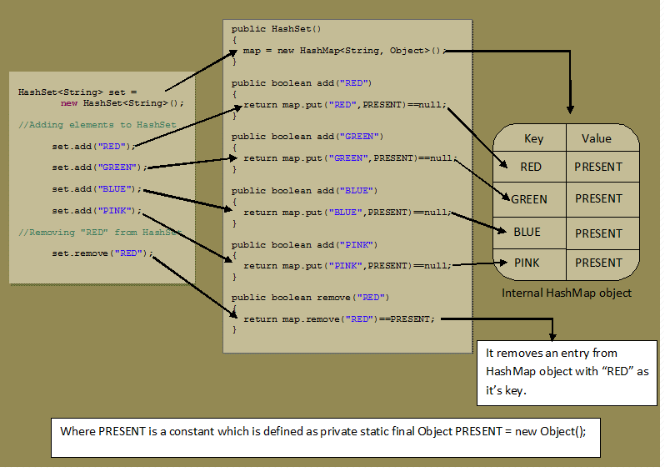 HashSet<String> set =
new HashSet<String>();
//Adding elements to HashSet
set.add("RED");
set.add("GREEN");
set.add("BLUE");
set.add("PINK");
//Removing "RED" from HashSet
set.remove("RED");
public HashSet()
{
map = new HashMap<String, Object>();
}
public boolean add("RED")
{
return map.put("RED",PRESENT)==null;
}
public boolean add("GREEN")
{
return map.put("GREEN",PRESENT)==null;
}
public boolean add("BLUE")
{
return map.put("BLUE",PRESENT)==null;
}
public boolean add("PINK")
{
return map.put("PINK",PRESENT)==null;
}
public boolean remove("RED")
{
return map.remove("RED")==PRESENT;
}
Key Value
RED PRESENT
GREEN PRESENT
BLUE PRESENT
PINK PRESENT
Internal HashMap object
It removes an entry from
HashMap object with “RED” as
it’s key.
Where PRESENT is a constant which is defined as private static final Object PRESENT = new Object();